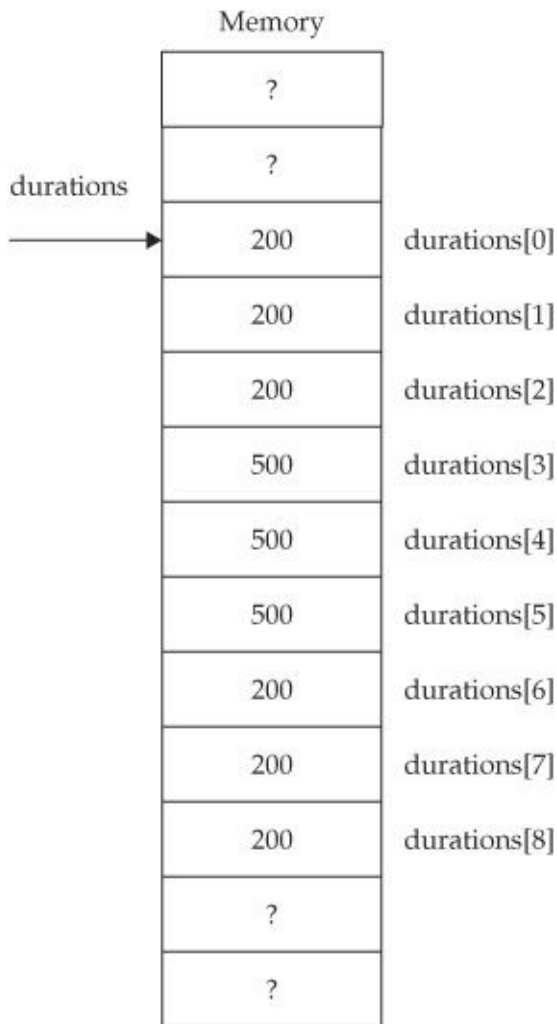 Memory
?
?
durations
200 durations[0]
200 durations[1]
200 durations[2]
500 durations[3]
500 durations[4]
500 durations[5]
200 durations[6]
200 durations[7]
200 durations[8]
?
?